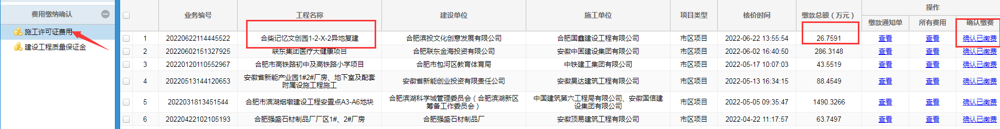 费用缴纳确认
施工许可证费用
建设工程质量保证金
业务编号 工程名称 建设单位 施工单位 项目类型 核价时间 缴款总额（万元） 操作
缴款通知单 所有费用 确认缴费
1 20220622114445522 合柴记忆文创园1-2-X-2异地复建 合肥滨投文化创意发展有限公司 合肥国鑫建设工程有限公司 市区项目 2022-06-22 13:55:54 26.7591 查看 查看 确认已缴费
2 20220602151327925 联东集团医疗大健康项目 合肥联东金海投资有限公司 安徽中固建设集团有限公司 市区项目 2022-06-02 16:40:50 286.3148 查看 查看 确认已缴费
3 20220120110552967 合肥市高铁路初中及高铁路小学项目 合肥市包河区教育体育局 中铁建工集团有限公司 市区项目 2022-05-17 10:07:03 43.5519 查看 查看 确认已缴费
4 20220513144120653 安徽省新能产业园1#2#厂房、地下室及配套
附属设施工程施工 安徽省新能创业投资有限责任公司 安徽昊达建筑工程有限公司 市区项目 2022-05-13 16:34:15 88.4549 查看 查看 确认已缴费
5 2022031813451544 合肥市滨湖烟墩建设工程安置点A3-A6地块 合肥滨湖科学城管理委员会（合肥滨湖新区
筹备工作委员会） 中国建筑第六工程局有限公司、安徽国信建
设集团有限公司 市区项目 2022-05-05 09:35:47 1490.3266 查看 查看 确认已缴费
6 20220422102105193 合肥强盛石材制品厂厂区1#、2#厂房 合肥强盛石材制品厂 安徽顶易建筑工程有限公司 市区项目 2022-04-22 11:17:57 63.7497 查看 查看 确认已缴费